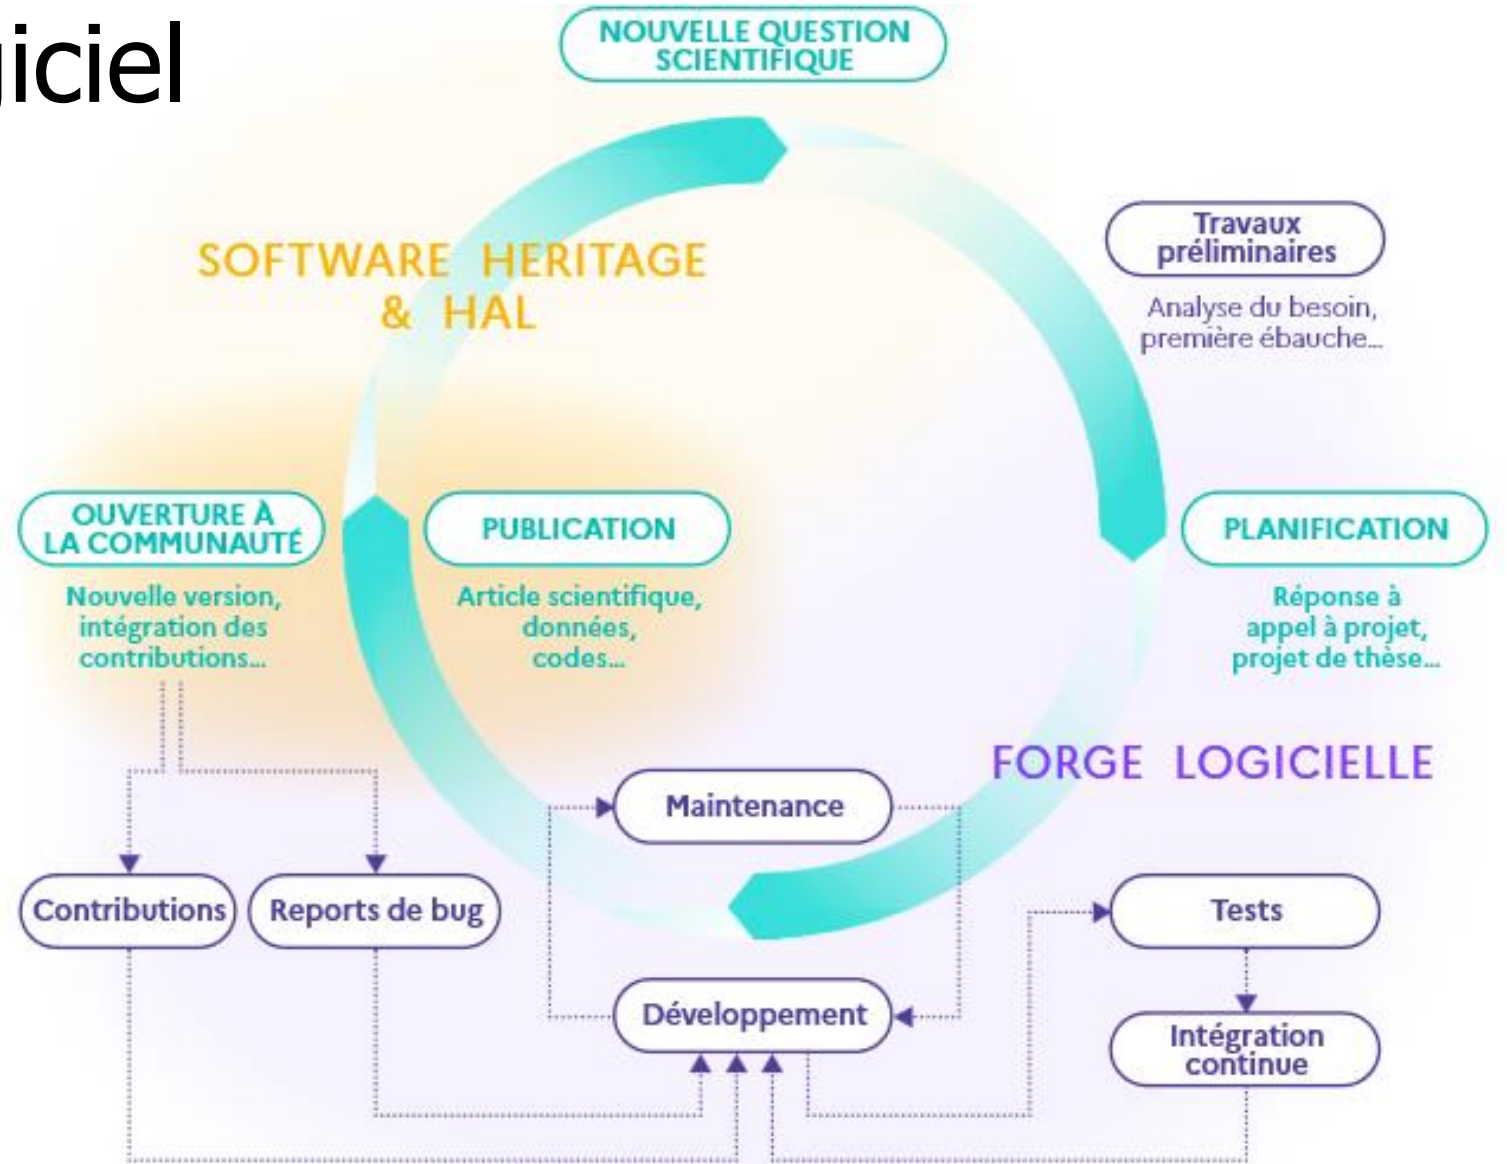 giciel
NOUVELLE QUESTION
SCIENTIFIQUE
Travaux
préliminaires
Analyse du besoin,
première ébauche...
SOFTWARE HERITAGE
& HAL
OUVERTURE À
LA COMMUNAUTÉ
Nouvelle version,
intégration des
contributions...
PUBLICATION
Article scientifique,
données,
codes...
PLANIFICATION
Réponse à
appel à projet,
projet de thèse...
FORGE LOGICIELLE
Maintenance
Contributions
Reports de bug
Tests
Développement
Intégration
continue